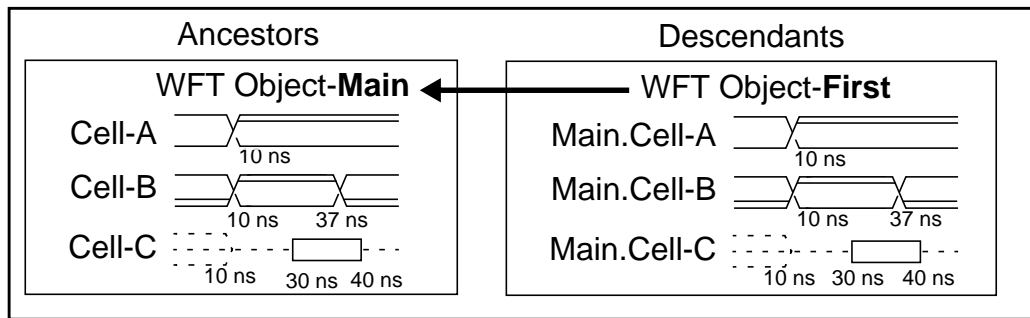 Ancestors
WFT Object-Main
Cell-A
10 ns
Cell-B
10 ns 37 ns
Cell-C
10 ns 30 ns 40 ns
Descendants
WFT Object-First
Main.Cell-A
10 ns
Main.Cell-B
10 ns 37 ns
Main.Cell-C
10 ns 30 ns 40 ns